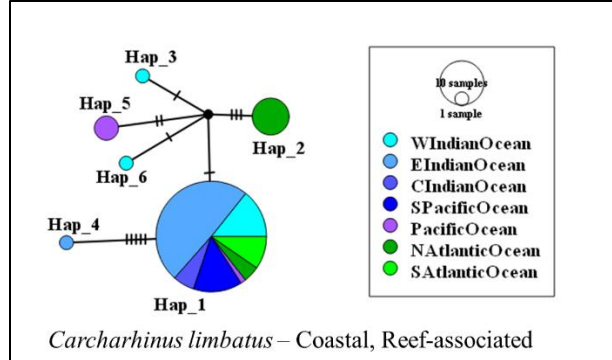 Hap_3
Hap_5
Hap_2
Hap_6
Hap_4
Hap_1
10 samples
1 sample
WIndianOcean
EIndianOcean
CIndianOcean
SPacificOcean
PacificOcean
NAtlanticOcean
SAtlanticOcean
Carcharhinus limbatus – Coastal, Reef-associated